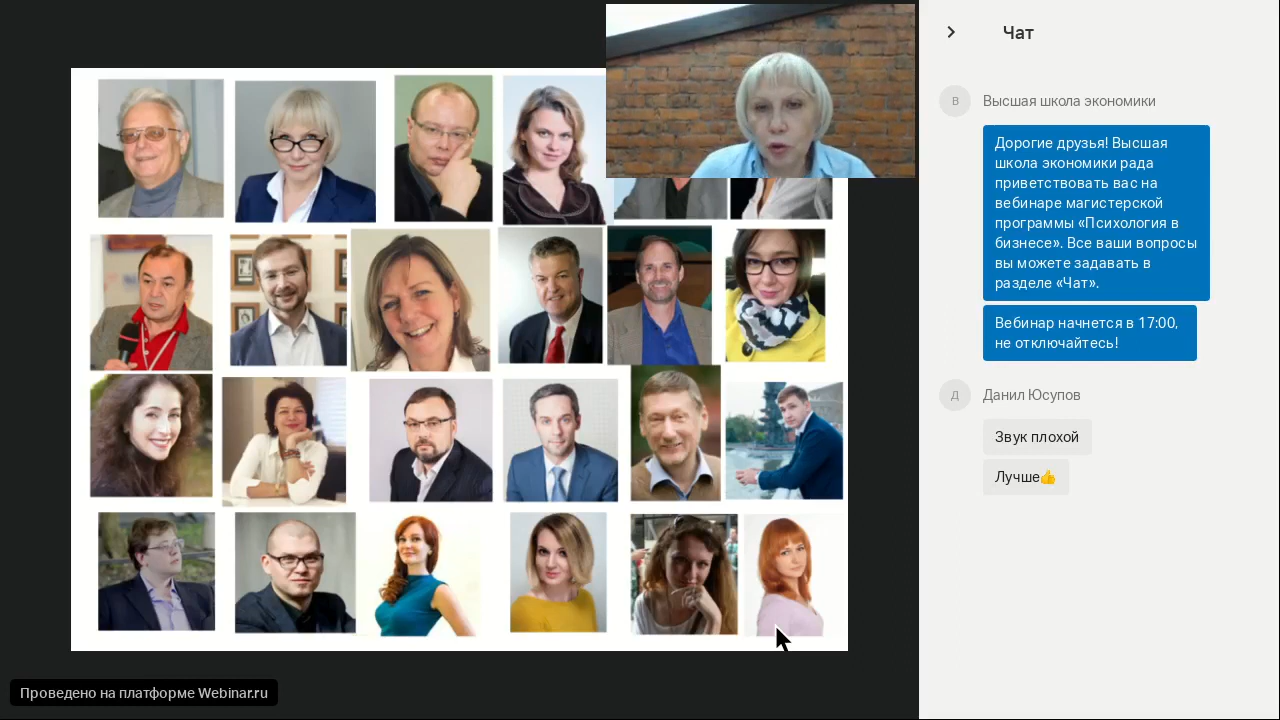 Чат
В
Высшая школа экономики
Дорогие друзья! Высшая
школа экономики рада
приветствовать вас на
вебинаре магистерской
программы «Психология в
бизнесе». Все ваши вопросы
вы можете задавать в
разделе «Чат».
Вебинар начнется в 17:00,
не отключайтесь!
Д
Данил Юсупов
Звук плохой
Лучше👍
Проведено на платформе Webinar.ru